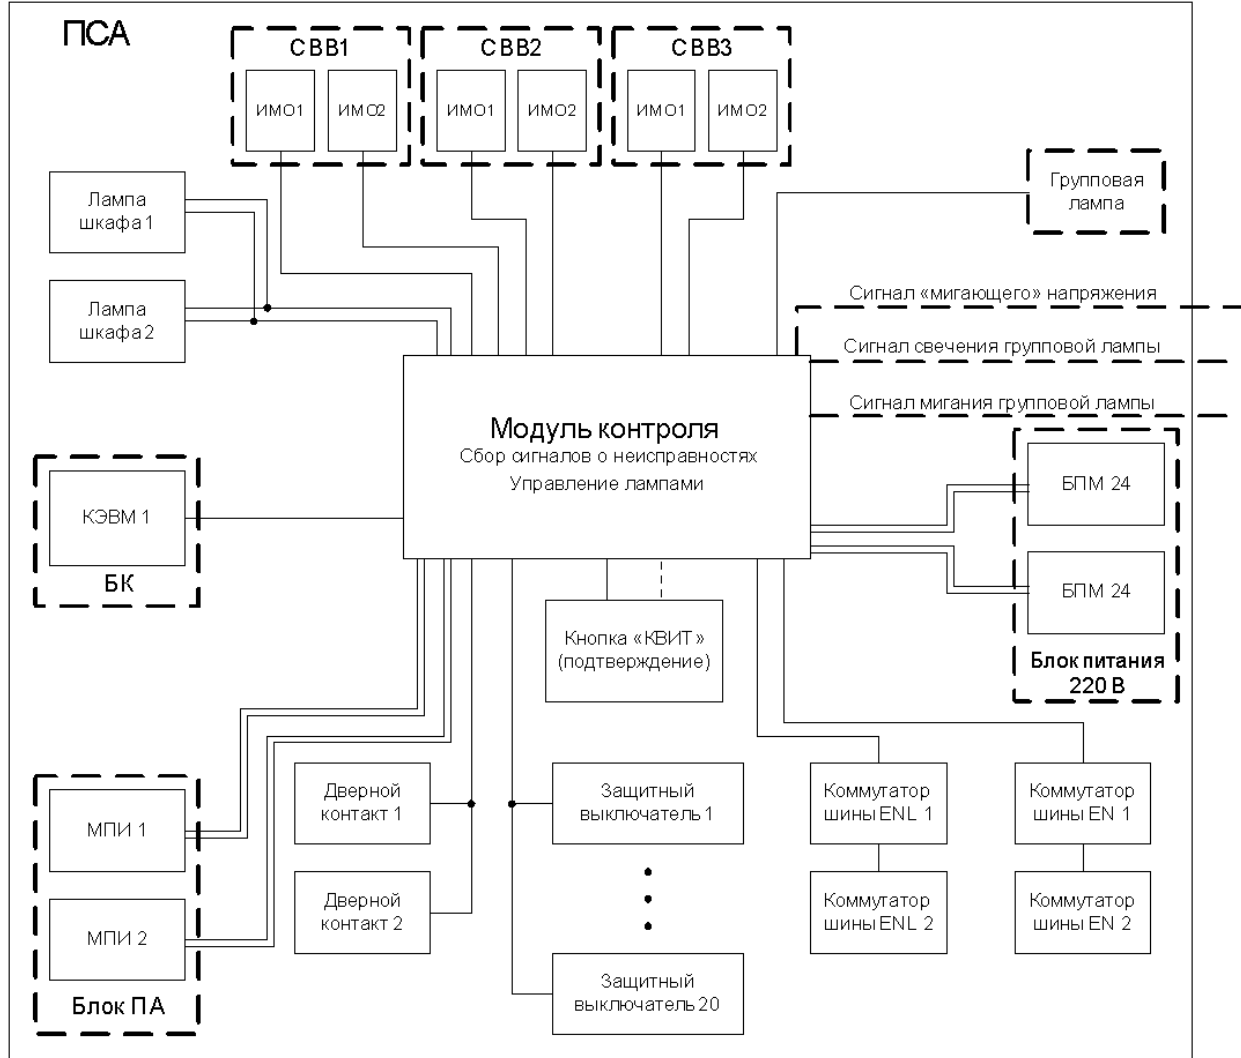 ПСА
СВВ1
СВВ2
СВВ3
ИМО1
ИМО2
ИМО1
ИМО2
ИМО1
ИМО2
Лампа
шкафа 1
Групповая
лампа
Лампа
шкафа 2
Сигнал «мигающего» напряжения
Сигнал свечения групповой лампы
Сигнал мигания групповой лампы
Модуль контроля
Сбор сигналов о неисправностях
Управление лампами
КЭВМ 1
БК
БПМ 24
БПМ 24
Блок питания
220 В
Кнопка «КВИТ»
(подтверждение)
МПИ 1
МПИ 2
Блок ПА
Дверной
контакт 1
Дверной
контакт 2
Защитный
выключатель 1
Защитный
выключатель 20
Коммутатор
шины ENL 1
Коммутатор
шины ENL 2
Коммутатор
шины EN 1
Коммутатор
шины EN 2